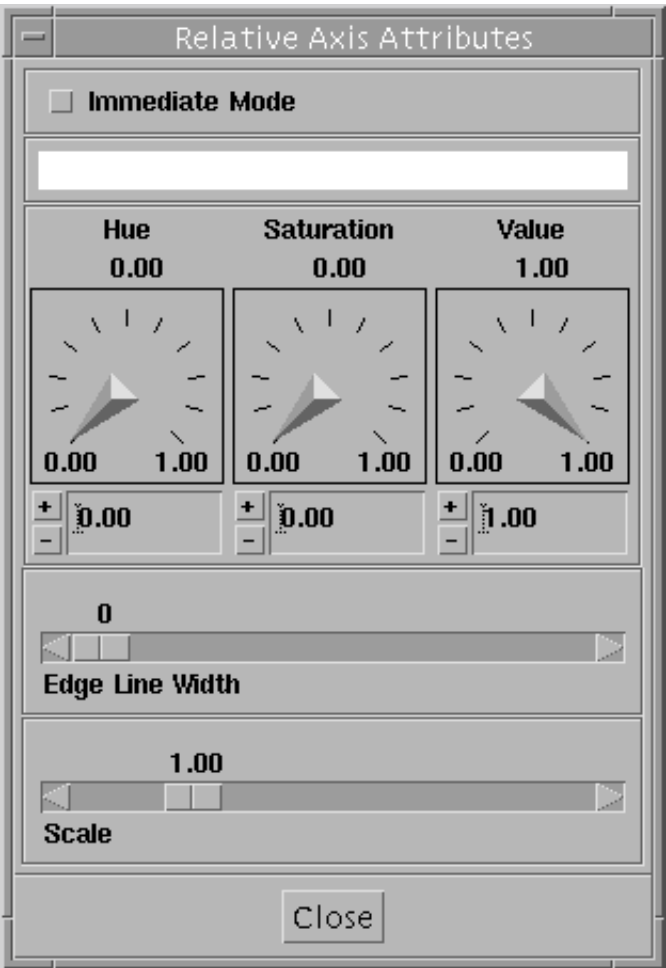 Relative Axis Attributes
Immediate Mode
Hue Saturation Value
0.00 0.00 1.00
0.00 1.00 0.00 1.00 0.00 1.00
+ 0.00 + 0.00 + 1.00
- - -
0
Edge Line Width
1.00
Scale
Close